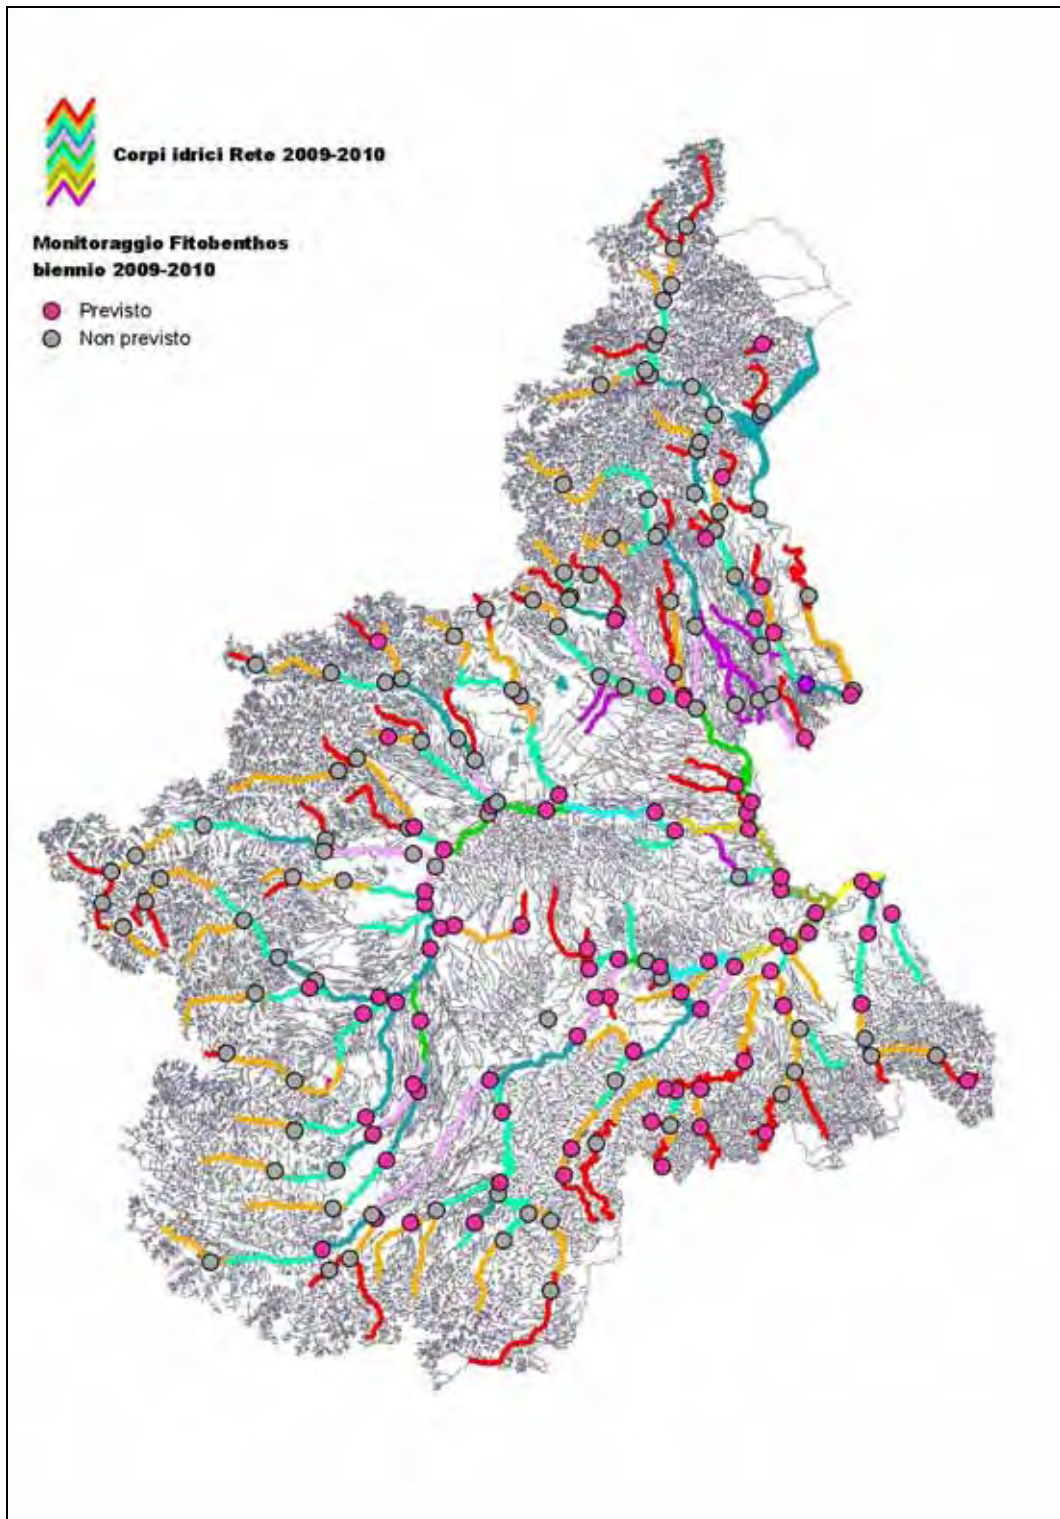 Corpi idrici Rete 2009-2010
Monitoraggio Fitobenthos
biennio 2009-2010
Previsto
Non previsto